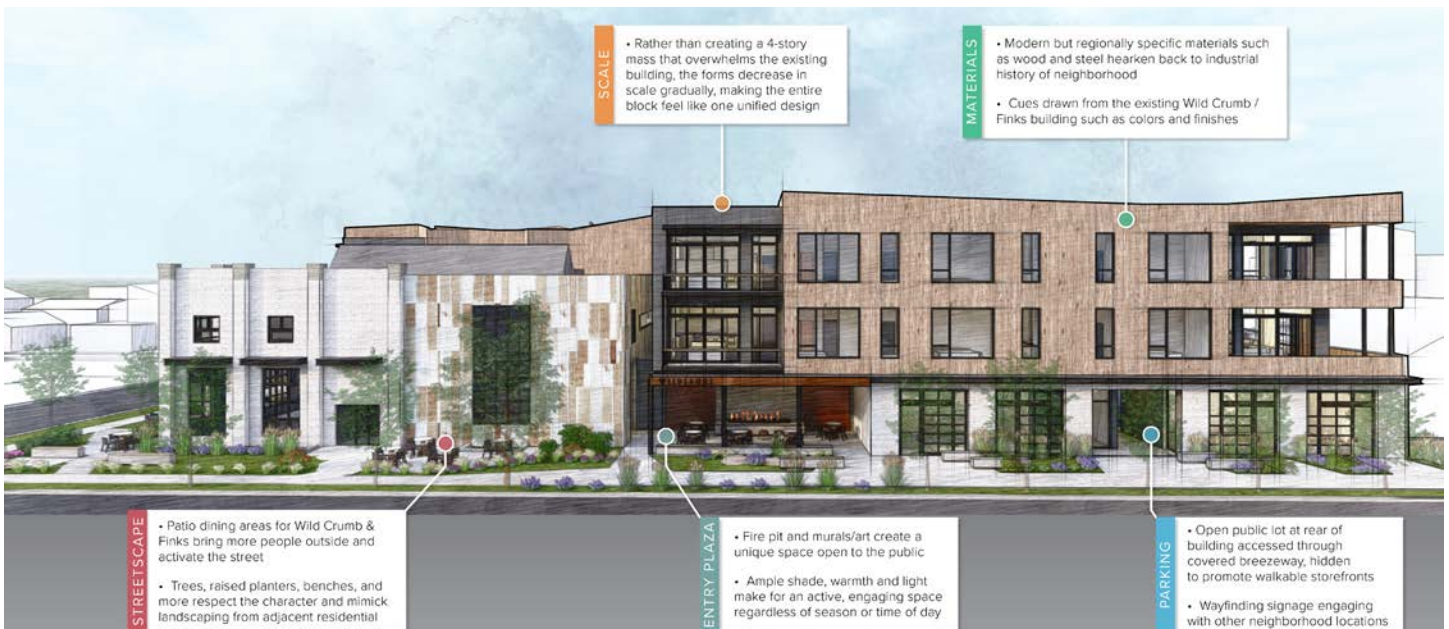 SCALE
• Rather than creating a 4-story
mass that overwhelms the existing
building, the forms decrease in
scale gradually, making the entire
block feel like one unified design
MATERIALS
• Modern but regionally specific materials such
as wood and steel hearken back to industrial
history of neighborhood
• Cues drawn from the existing Wild Crumb /
Finks building such as colors and finishes
STREETSCAPE
• Patio dining areas for Wild Crumb &
Finks bring more people outside and
activate the street
• Trees, raised planters, benches, and
more respect the character and mimick
landscaping from adjacent residential
ENTRY PLAZA
• Fire pit and murals/art create a
unique space open to the public
• Ample shade, warmth and light
make for an active, engaging space
regardless of season or time of day
PARKING
• Open public lot at rear of
building accessed through
covered breezeway, hidden
to promote walkable storefronts
• Wayfinding signage engaging
with other neighborhood locations